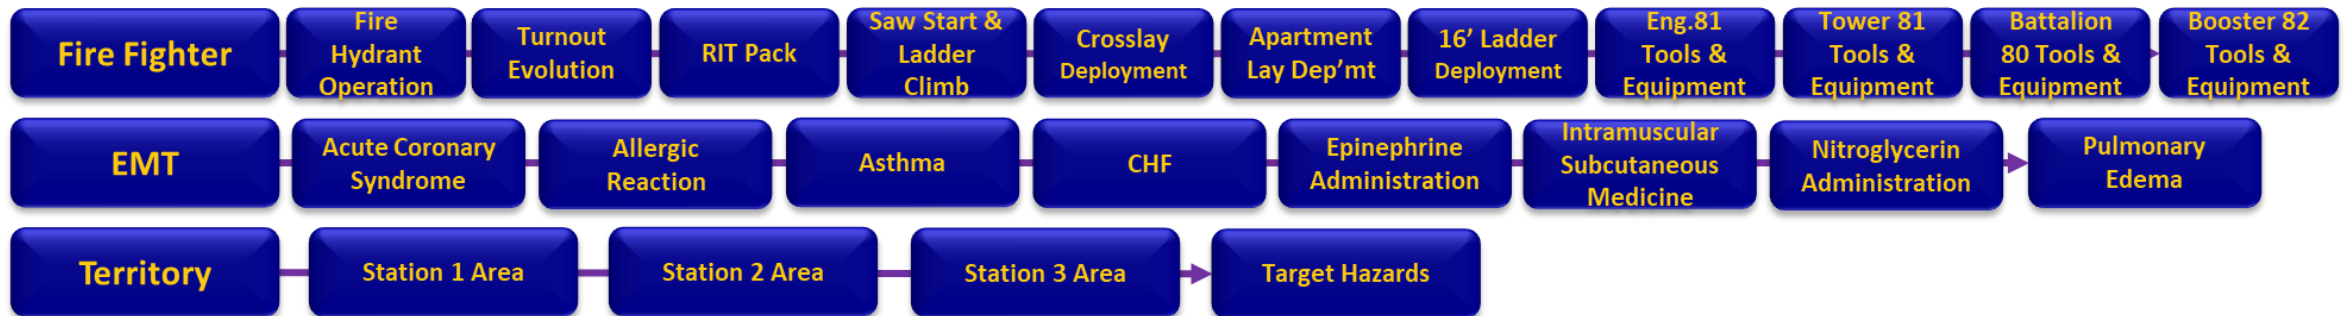 Fire Fighter
Fire
Hydrant
Operation
Turnout
Evolution
RIT Pack
Saw Start &
Ladder
Climb
Crosslay
Deployment
Apartment
Lay Dep’mt
16’ Ladder
Deployment
Eng.81
Tools &
Equipment
Tower 81
Tools &
Equipment
Battalion
80 Tools &
Equipment
Booster 82
Tools &
Equipment
EMT
Acute Coronary
Syndrome
Allergic
Reaction
Asthma
CHF
Epinephrine
Administration
Intramuscular
Subcutaneous
Medicine
Nitroglycerin
Administration
Pulmonary
Edema
Territory
Station 1 Area
Station 2 Area
Station 3 Area
Target Hazards